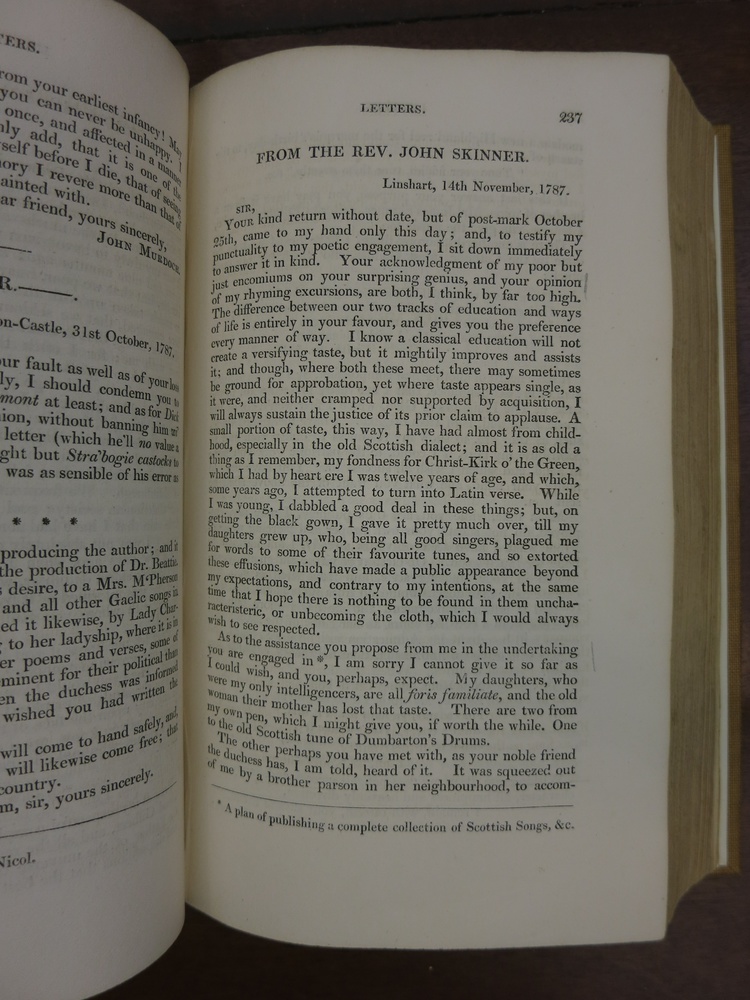 TERS.
rom your earliest infancy! May
you can never be unhappy. I
once, and affected in a manner
nly add, that it is one of the
yself before I die, that of seeing
mory I revere more than that of
ainted with.
ar friend, yours sincerely,
JOHN MURDOCH.
R.———.
on-Castle, 31st October, 1787.
our fault as well as of your loss
ly, I should condemn you to
mont at least; and as for Dick
ion, without banning him wi'
letter (which he'll no value a
ght but Stra'bogie castocks to
was as sensible of his error as
* * *
producing the author; and it
the production of Dr. Beattie.
s desire, to a Mrs. M'Pherson
and all other Gaelic songs in
ed it likewise, by Lady Char-
g to her ladyship, where it is in
er poems and verses, some of
minent for their political than
en the duchess was informed
wished you had written the
will come to hand safely, and,
will likewise come free; that
country.
m, sir, yours sincerely.
Nicol.
LETTERS.
237
FROM THE REV. JOHN SKINNER.
Linshart, 14th November, 1787.
SIR,
YOUR kind return without date, but of post-mark October
25th, came to my hand only this day; and, to testify my
punctuality to my poetic engagement, I sit down immediately
to answer it in kind. Your acknowledgment of my poor but
just encomiums on your surprising genius, and your opinion
of my rhyming excursions, are both, I think, by far too high.
The difference between our two tracks of education and ways
of life is entirely in your favour, and gives you the preference
every manner of way. I know a classical education will not
create a versifying taste, but it mightily improves and assists
it; and though, where both these meet, there may sometimes
be ground for approbation, yet where taste appears single, as
it were, and neither cramped nor supported by acquisition, I
will always sustain the justice of its prior claim to applause. A
small portion of taste, this way, I have had almost from child-
hood, especially in the old Scottish dialect; and it is as old a
thing as I remember, my fondness for Christ-Kirk o' the Green,
which I had by heart ere I was twelve years of age, and which,
some years ago, I attempted to turn into Latin verse. While
I was young, I dabbled a good deal in these things; but, on
getting the black gown, I gave it pretty much over, till my
daughters grew up, who, being all good singers, plagued me
for words to some of their favourite tunes, and so extorted
these effusions, which have made a public appearance beyond
my expectations, and contrary to my intentions, at the same
time that I hope there is nothing to be found in them uncha-
racteristic, or unbecoming the cloth, which I would always
wish to see respected.
As to the assistance you propose from me in the undertaking
you are engaged in*, I am sorry I cannot give it so far as
I could wish, and you, perhaps, expect. My daughters, who
were my only intelligencers, are all foris familiate, and the old
woman their mother has lost that taste. There are two from
my own pen, which I might give you, if worth the while. One
to the old Scottish tune of Dumbarton's Drums.
The other perhaps you have met with, as your noble friend
the duchess has, I am told, heard of it. It was squeezed out
of me by a brother parson in her neighbourhood, to accom-
* A plan of publishing a complete collection of Scottish Songs, &c.